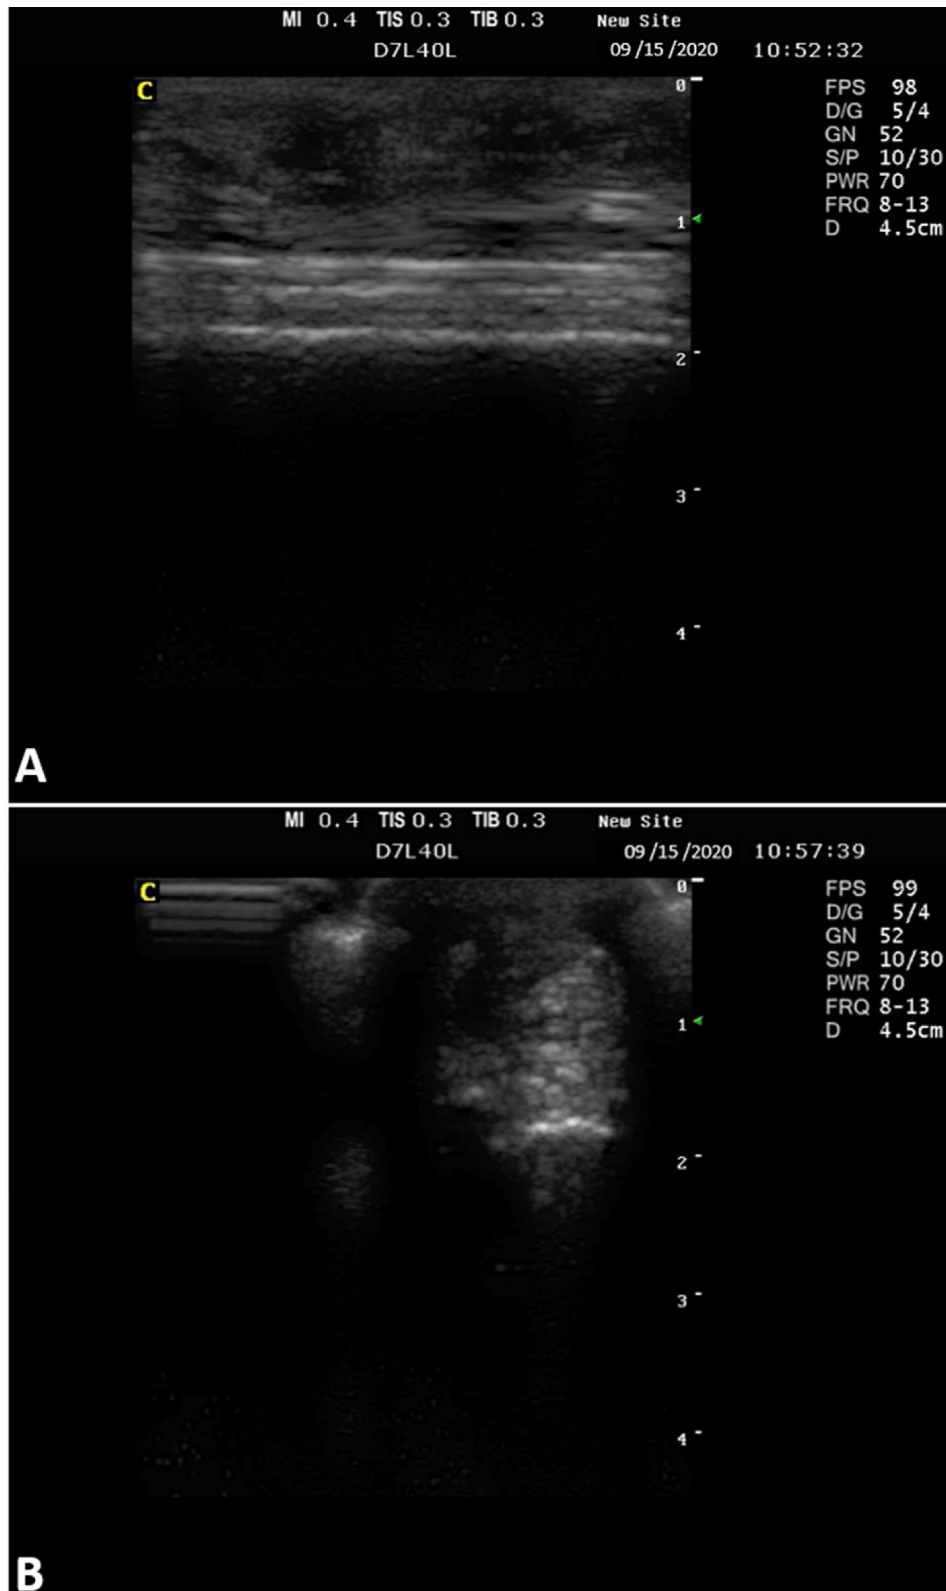 MI 0.4 TIS 0.3 TIB 0.3 New Site
D7L40L 09/15/2020 10:52:32
C
0
FPS 98
D/G 5/4
GN 52
S/P 10/30
PWR 70
FRQ 8-13
D 4.5cm
1
2
3
4
A
MI 0.4 TIS 0.3 TIB 0.3 New Site
D7L40L 09/15/2020 10:57:39
C
0
FPS 99
D/G 5/4
GN 52
S/P 10/30
PWR 70
FRQ 8-13
D 4.5cm
1
2
3
4
B